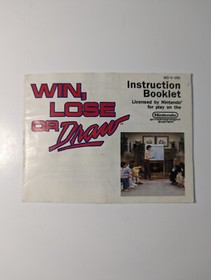 WIN,
LOSE
OR Draw
Instruction
Booklet
Licensed by Nintendo®
for play on the
Nintendo